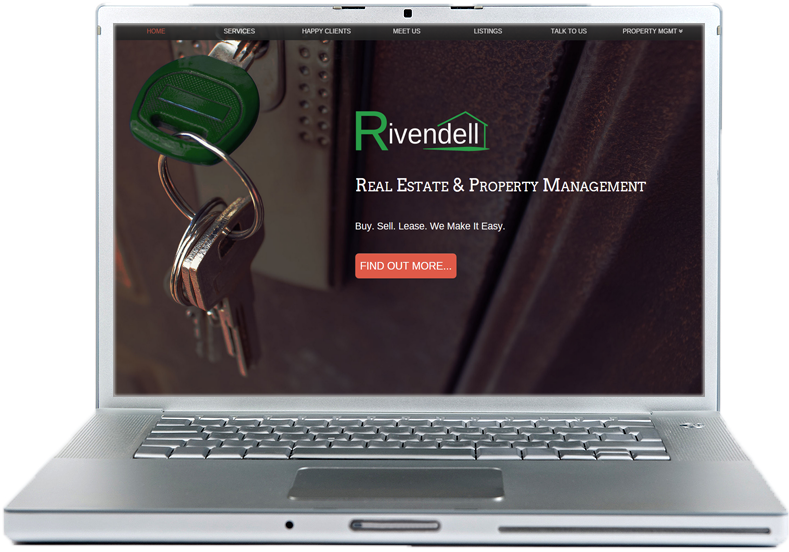 HOME SERVICES HAPPY CLIENTS MEET US LISTINGS TALK TO US PROPERTY MGMT ▾
Rivendell
Real Estate & Property Management
Buy. Sell. Lease. We Make It Easy.
FIND OUT MORE...